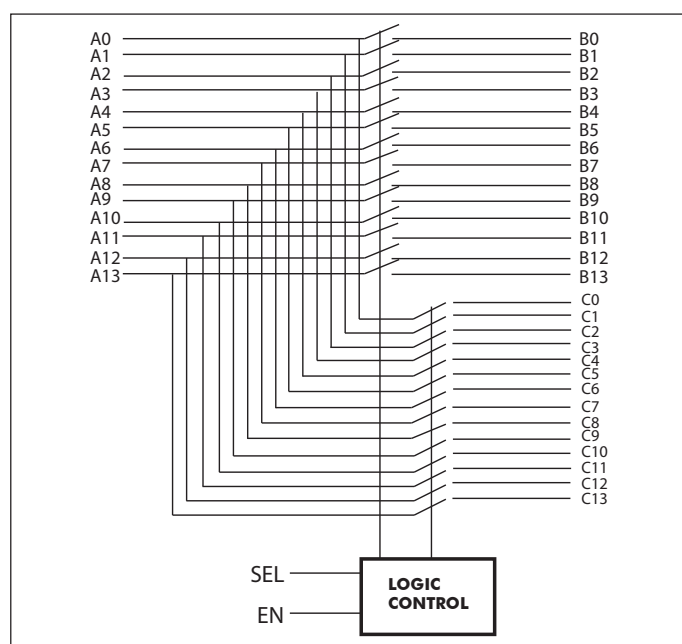 A0 B0
A1 B1
A2 B2
A3 B3
A4 B4
A5 B5
A6 B6
A7 B7
A8 B8
A9 B9
A10 B10
A11 B11
A12 B12
A13 B13
C0
C1
C2
C3
C4
C5
C6
C7
C8
C9
C10
C11
C12
C13
SEL
EN
LOGIC
CONTROL